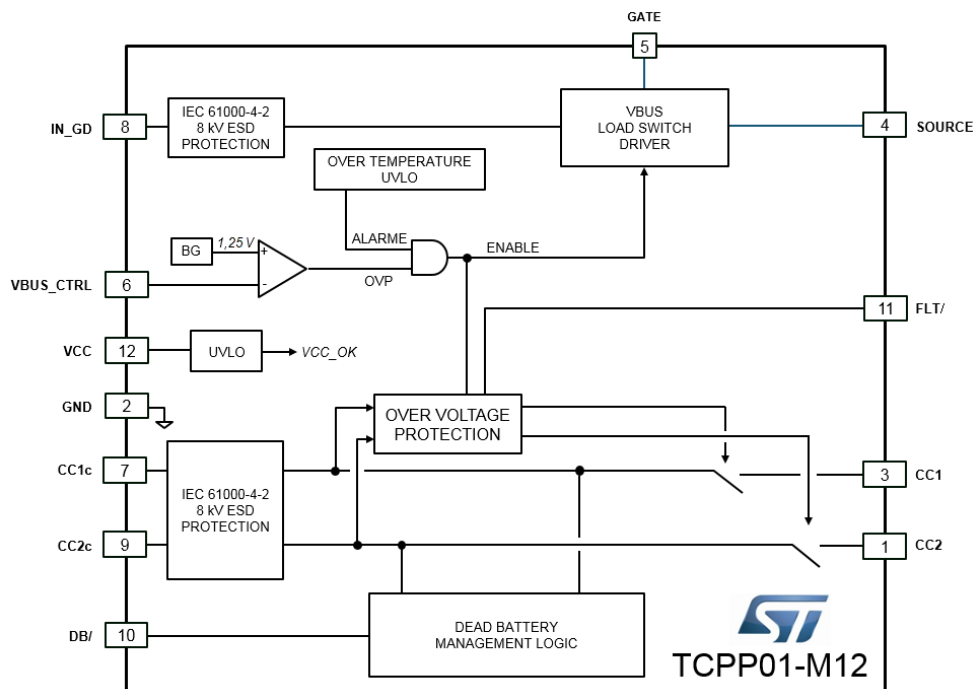 GATE
5
IN_GD
8
IEC 61000-4-2
8 kV ESD
PROTECTION
VBUS
LOAD SWITCH
DRIVER
4
SOURCE
OVER TEMPERATURE
UVLO
ALARME
ENABLE
BG
1,25 V
+
-
OVP
VBUS_CTRL
6
11
FLT/
VCC
12
UVLO
VCC_OK
GND
2
OVER VOLTAGE
PROTECTION
CC1c
7
IEC 61000-4-2
8 kV ESD
PROTECTION
3
CC1
CC2c
9
1
CC2
DB/
10
DEAD BATTERY
MANAGEMENT LOGIC
ST
TCPP01-M12